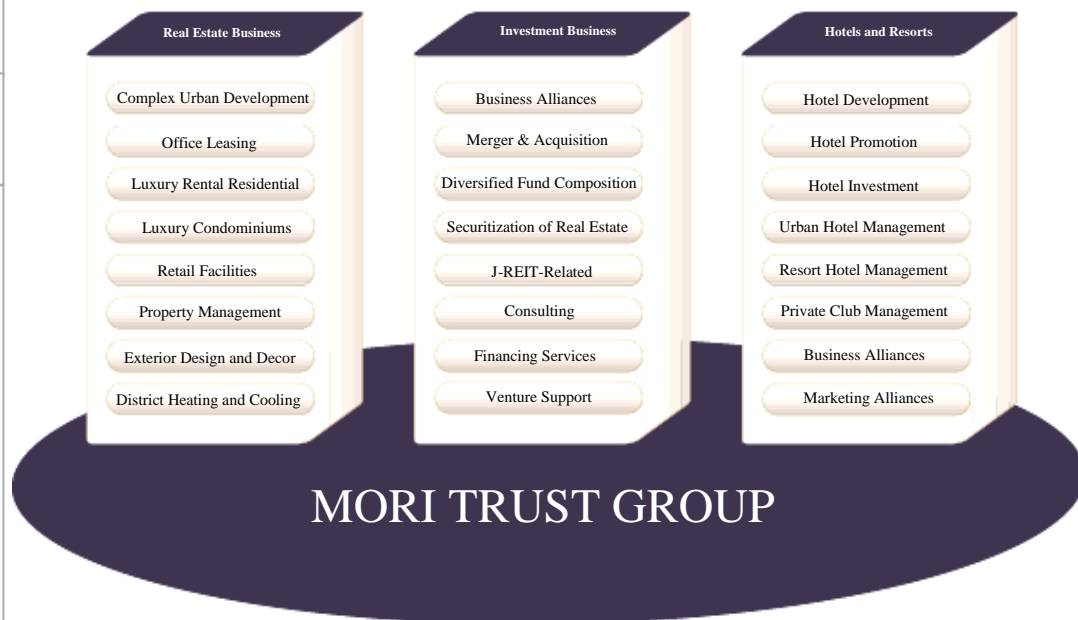 Real Estate Business
Complex Urban Development
Office Leasing
Luxury Rental Residential
Luxury Condominiums
Retail Facilities
Property Management
Exterior Design and Decor
District Heating and Cooling
Investment Business
Business Alliances
Merger & Acquisition
Diversified Fund Composition
Securitization of Real Estate
J-REIT-Related
Consulting
Financing Services
Venture Support
Hotels and Resorts
Hotel Development
Hotel Promotion
Hotel Investment
Urban Hotel Management
Resort Hotel Management
Private Club Management
Business Alliances
Marketing Alliances
MORI TRUST GROUP